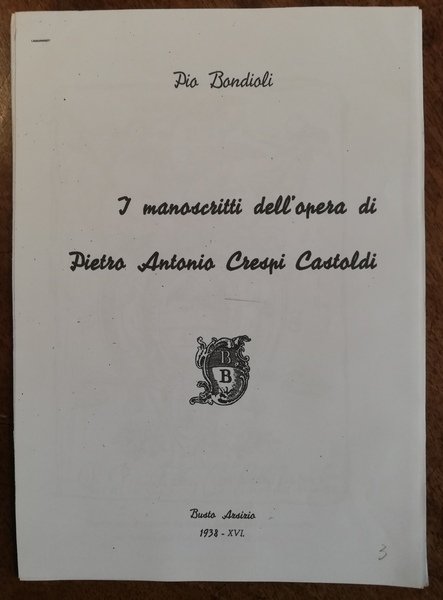 Pio Bondioli
I manoscritti dell'opera di
Pietro Antonio Crespi Castoldi
B
B
Busto Arsizio
1938 - XVI.
3